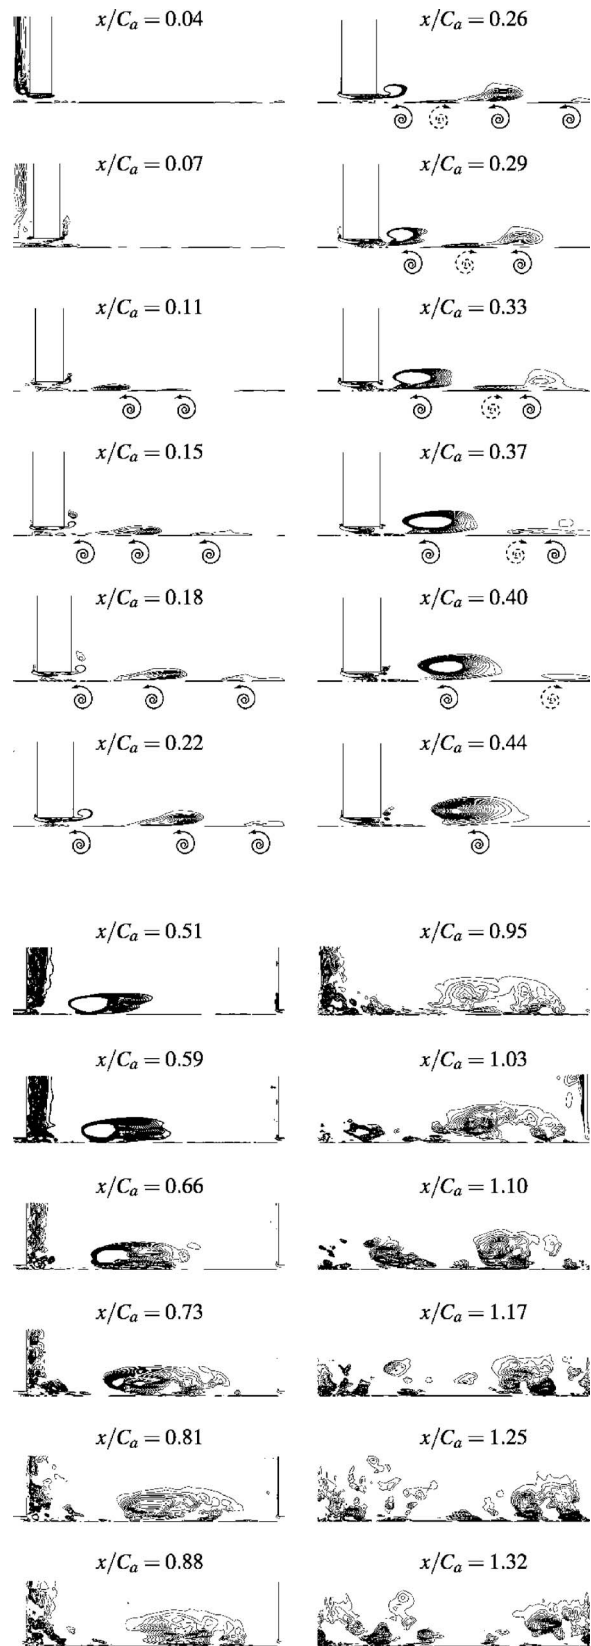 x/Cₐ = 0.04
x/Cₐ = 0.26
x/Cₐ = 0.07
x/Cₐ = 0.29
x/Cₐ = 0.11
x/Cₐ = 0.33
x/Cₐ = 0.15
x/Cₐ = 0.37
x/Cₐ = 0.18
x/Cₐ = 0.40
x/Cₐ = 0.22
x/Cₐ = 0.44
x/Cₐ = 0.51
x/Cₐ = 0.95
x/Cₐ = 0.59
x/Cₐ = 1.03
x/Cₐ = 0.66
x/Cₐ = 1.10
x/Cₐ = 0.73
x/Cₐ = 1.17
x/Cₐ = 0.81
x/Cₐ = 1.25
x/Cₐ = 0.88
x/Cₐ = 1.32